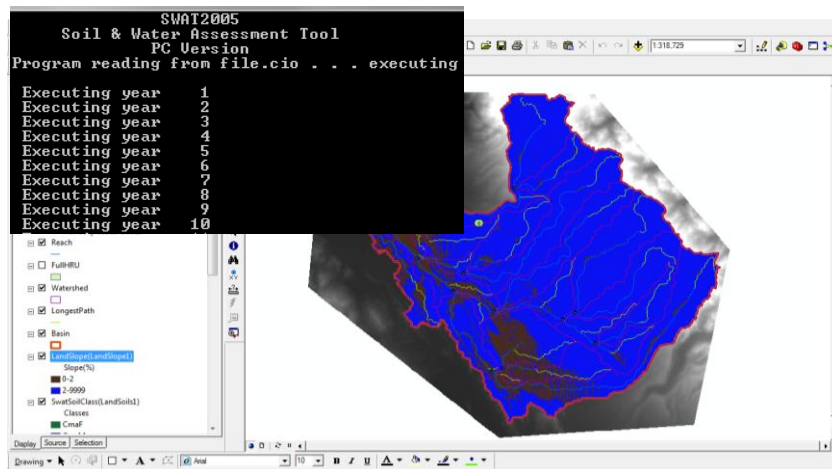 SWAT2005
Soil & Water Assessment Tool
PC Version
Program reading from file.cio . . . executing
Executing year 1
Executing year 2
Executing year 3
Executing year 4
Executing year 5
Executing year 6
Executing year 7
Executing year 8
Executing year 9
Executing year 10
1:318,729
Reach
FullHRU
Watershed
LongestPath
Basin
LandSlope(LandSlope1)
Slope(%)
0-2
2-9999
SwatSoilClass(LandSoils1)
Classes
CmaF
Display Source Selection
Drawing Arial 10 B I U A